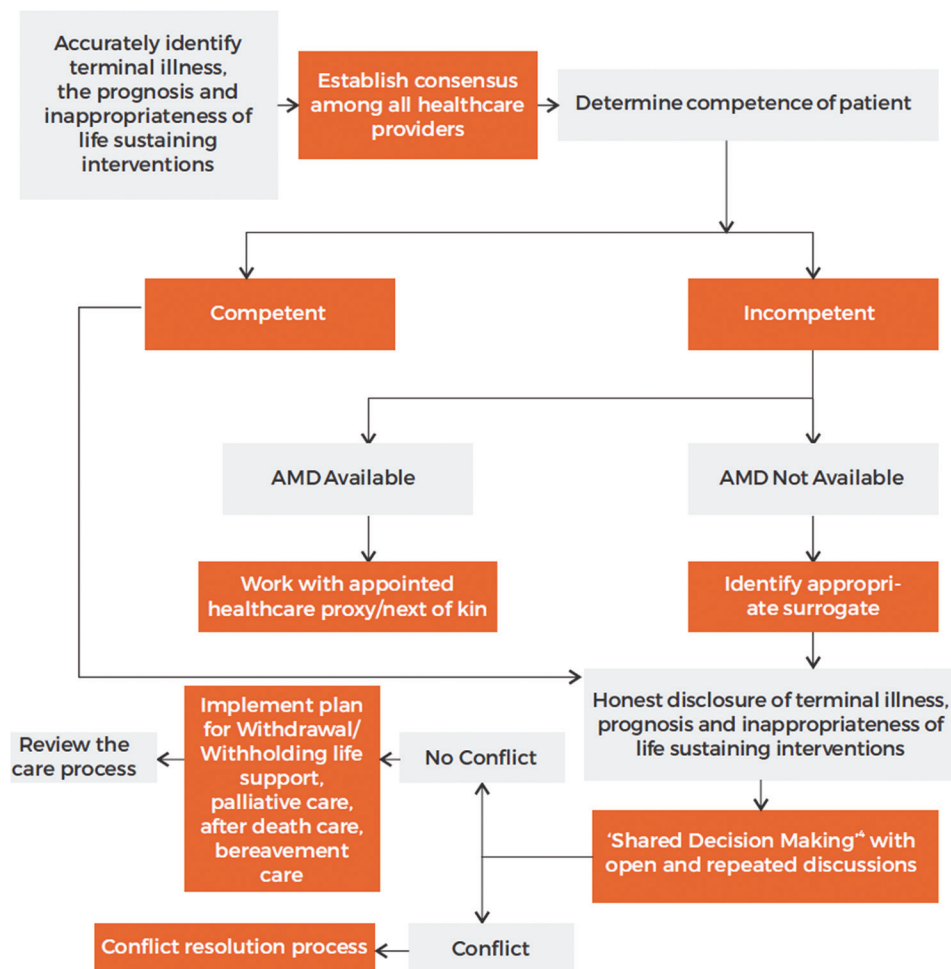 Accurately identify
terminal illness,
the prognosis and
inappropriateness of
life sustaining
interventions
Establish consensus
among all healthcare
providers
Determine competence of patient
Competent
Incompetent
AMD Available
AMD Not Available
Work with appointed
healthcare proxy/next of kin
Identify appropri-
ate surrogate
Honest disclosure of terminal illness,
prognosis and inappropriateness of
life sustaining interventions
‘Shared Decision Making’⁴ with
open and repeated discussions
No Conflict
Implement plan
for Withdrawal/
Withholding life
support,
palliative care,
after death care,
bereavement
care
Review the
care process
Conflict
Conflict resolution process